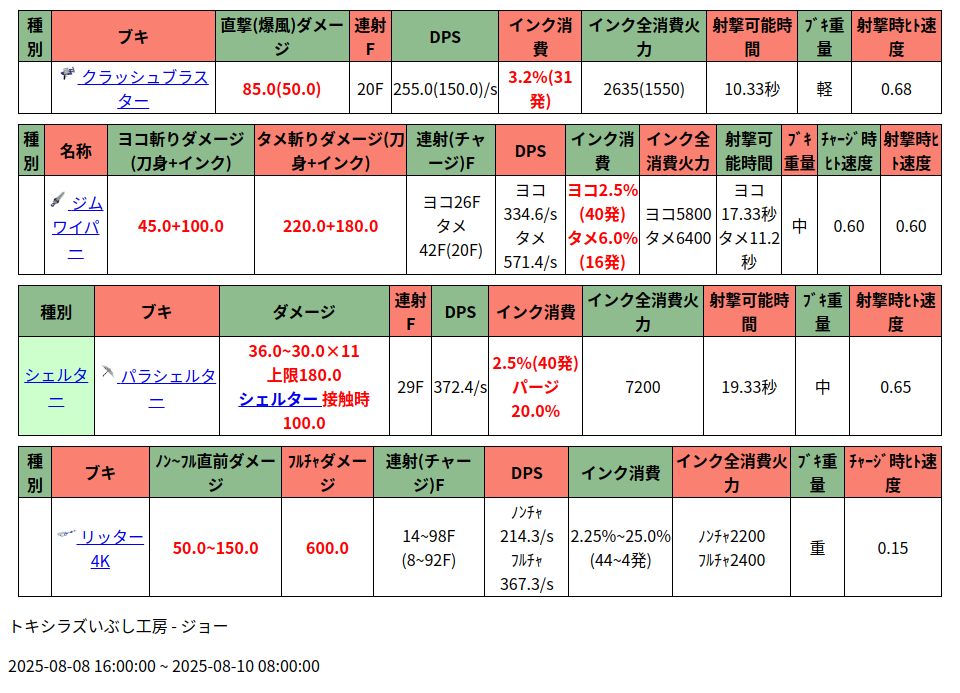 種別 ブキ 直撃(爆風)ダメージ 連射F DPS インク消費 インク全消費火力 射撃可能時間 ﾌﾞｷ重量 射撃時ﾋﾄ速度
クラッシュブラスター 85.0(50.0) 20F 255.0(150.0)/s 3.2%(31発) 2635(1550) 10.33秒 軽 0.68
種別 名称 ヨコ斬りダメージ(刀身+インク) タメ斬りダメージ(刀身+インク) 連射(チャージ)F DPS インク消費 インク全消費火力 射撃可能時間 ﾌﾞｷ重量 ﾁｬｰｼﾞ時ﾋﾄ速度 射撃時ﾋﾄ速度
ジムワイパー 45.0+100.0 220.0+180.0 ヨコ26F タメ42F(20F) ヨコ334.6/s タメ571.4/s ヨコ2.5%(40発) タメ6.0%(16発) ヨコ5800 タメ6400 ヨコ17.33秒 タメ11.2秒 中 0.60 0.60
種別 ブキ ダメージ 連射F DPS インク消費 インク全消費火力 射撃可能時間 ﾌﾞｷ重量 射撃時ﾋﾄ速度
シェルター パラシェルター 36.0~30.0×11 上限180.0 シェルター接触時100.0 29F 372.4/s 2.5%(40発) パージ20.0% 7200 19.33秒 中 0.65
種別 ブキ ﾉﾝ~ﾌﾙ直前ダメージ ﾌﾙﾁｬダメージ 連射(チャージ)F DPS インク消費 インク全消費火力 ﾌﾞｷ重量 ﾁｬｰｼﾞ時ﾋﾄ速度
リッター4K 50.0~150.0 600.0 14~98F (8~92F) ﾉﾝﾁｬ214.3/s ﾌﾙﾁｬ367.3/s 2.25%~25.0%(44~4発) ﾉﾝﾁｬ2200 ﾌﾙﾁｬ2400 重 0.15
トキシラズいぶし工房 - ジョー
2025-08-08 16:00:00 ~ 2025-08-10 08:00:00